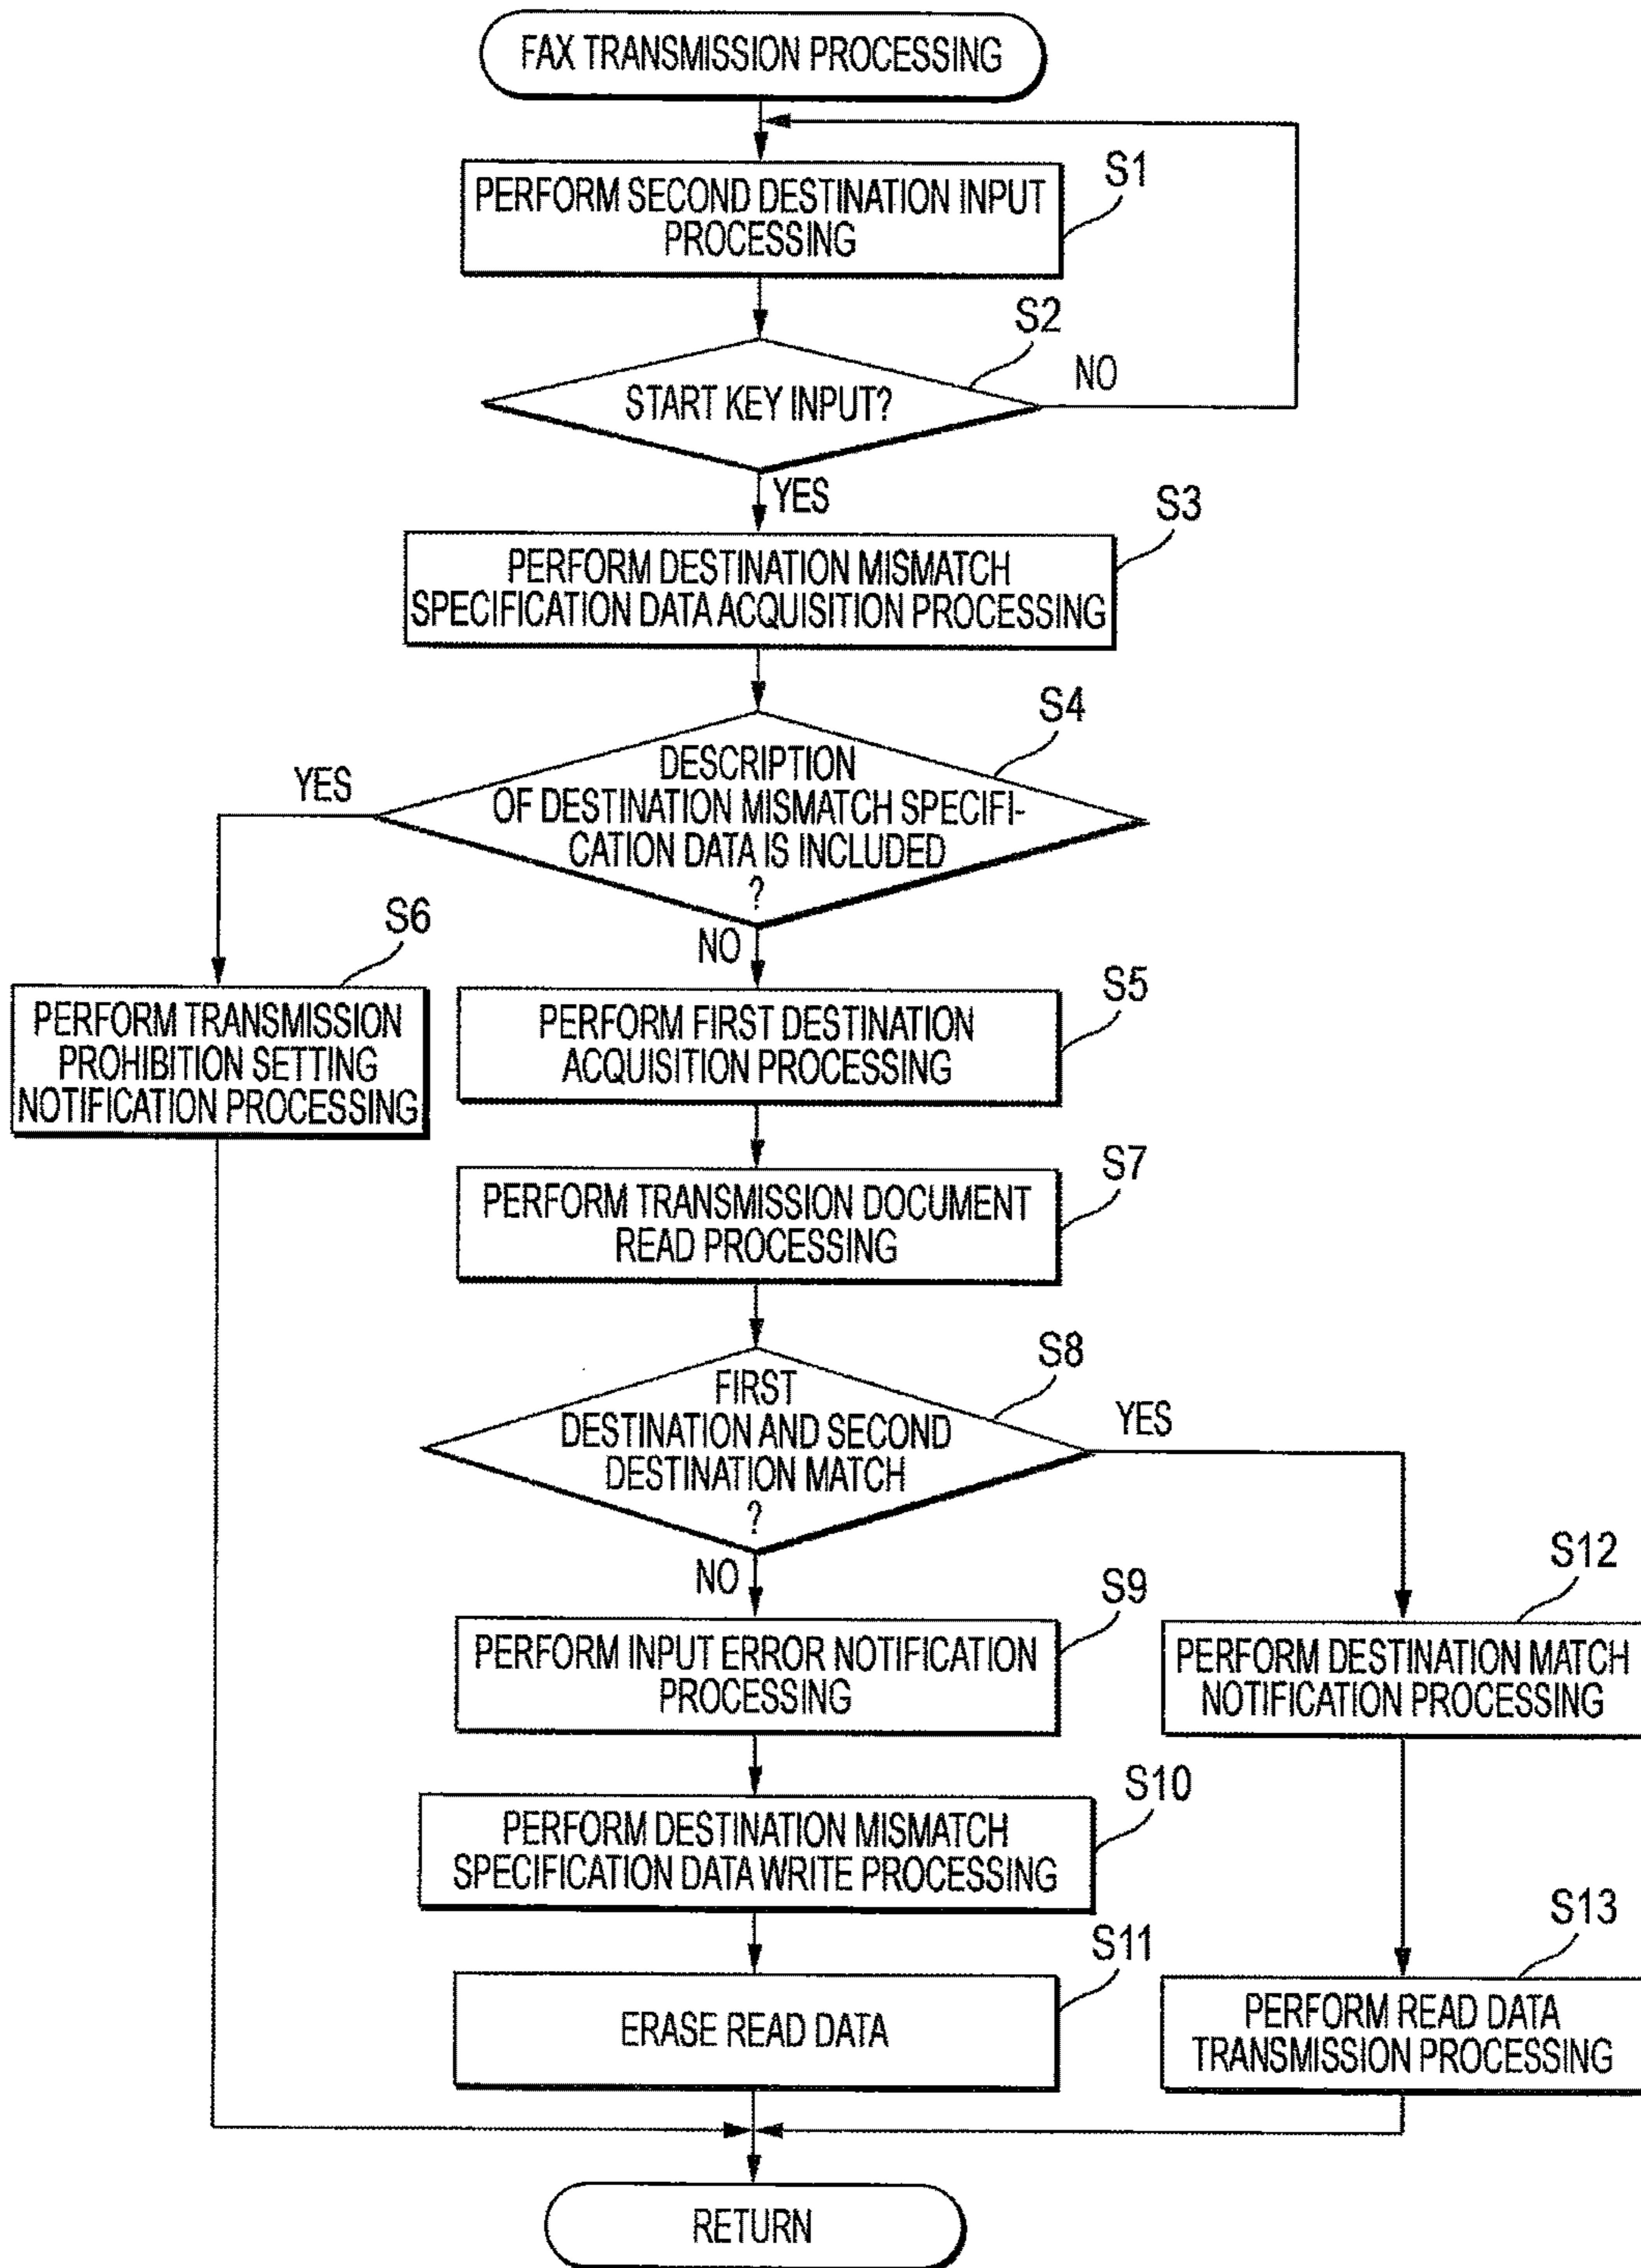 FAX TRANSMISSION PROCESSING
S1
PERFORM SECOND DESTINATION INPUT
PROCESSING
S2
START KEY INPUT?
NO
YES
S3
PERFORM DESTINATION MISMATCH
SPECIFICATION DATA ACQUISITION PROCESSING
S4
DESCRIPTION
OF DESTINATION MISMATCH SPECIFI-
CATION DATA IS INCLUDED
?
YES
NO
S6
PERFORM TRANSMISSION
PROHIBITION SETTING
NOTIFICATION PROCESSING
S5
PERFORM FIRST DESTINATION
ACQUISITION PROCESSING
S7
PERFORM TRANSMISSION DOCUMENT
READ PROCESSING
S8
FIRST
DESTINATION AND SECOND
DESTINATION MATCH
?
YES
NO
S9
PERFORM INPUT ERROR NOTIFICATION
PROCESSING
S12
PERFORM DESTINATION MATCH
NOTIFICATION PROCESSING
S10
PERFORM DESTINATION MISMATCH
SPECIFICATION DATA WRITE PROCESSING
S11
ERASE READ DATA
S13
PERFORM READ DATA
TRANSMISSION PROCESSING
RETURN